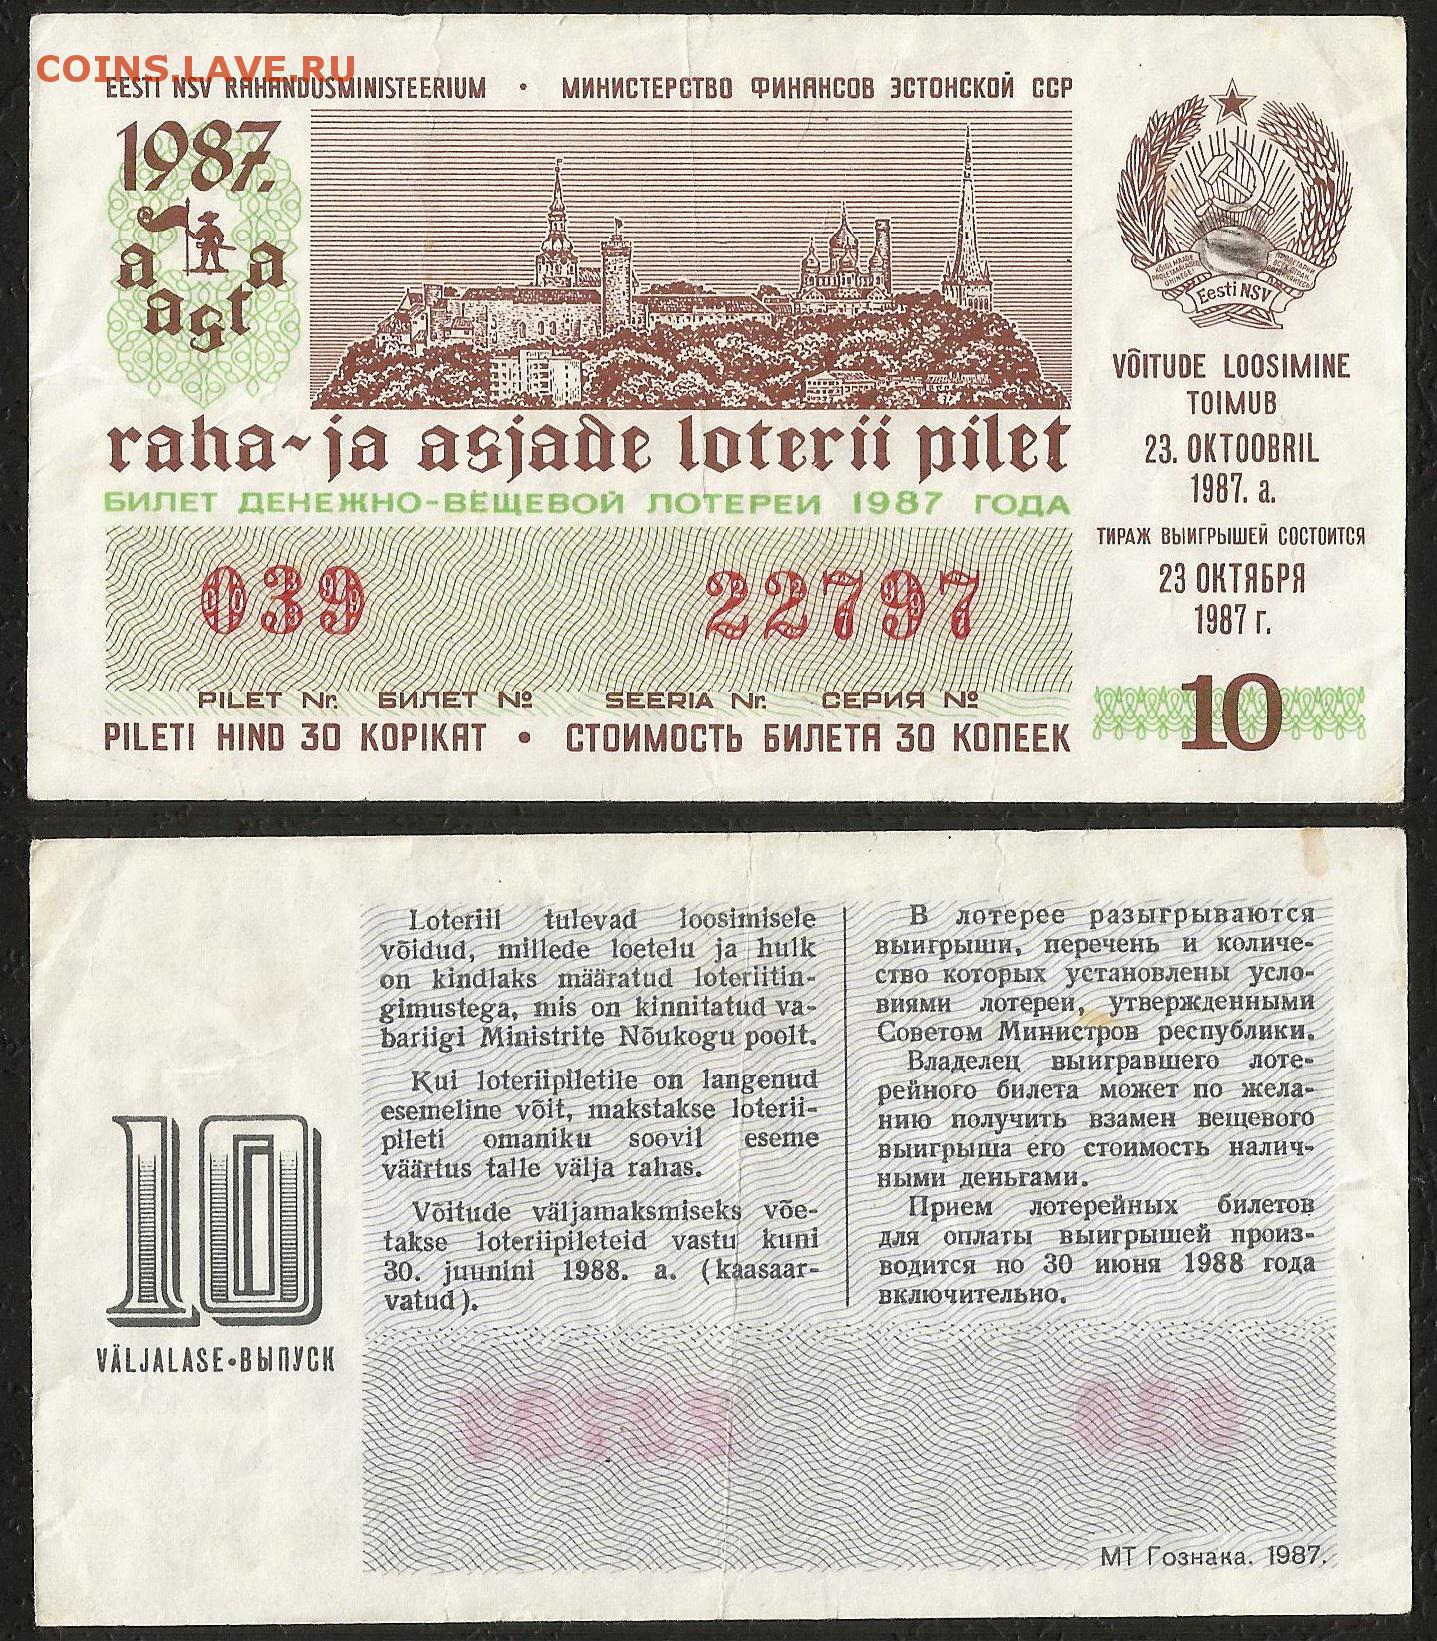 COINS.LAVE.RU
EESTI NSV RAHANDUSMINISTEERIUM • МИНИСТЕРСТВО ФИНАНСОВ ЭСТОНСКОЙ ССР
1987.
a a
asta
raha- ja asjade loterii pilet
БИЛЕТ ДЕНЕЖНО-ВЕЩЕВОЙ ЛОТЕРЕИ 1987 ГОДА
039 22797
PILET Nr. БИЛЕТ № SEERIA Nr. СЕРИЯ №
PILETI HIND 30 KOPIKAT • СТОИМОСТЬ БИЛЕТА 30 КОПЕЕК
Eesti NSV
VÕITUDE LOOSIMINE
TOIMUB
23. OKTOOBRIL
1987. a.
ТИРАЖ ВЫИГРЫШЕЙ СОСТОИТСЯ
23 ОКТЯБРЯ
1987 г.
10
10
VÄLJALASE•ВЫПУСК
Loteriil tulevad loosimisele
võidud, millede loetelu ja hulk
on kindlaks määratud loteriitin-
gimustega, mis on kinnitatud va-
bariigi Ministrite Nõukogu poolt.
Kui loteriipiletile on langenud
esemeline võit, makstakse loterii-
pileti omaniku soovil eseme
väärtus talle välja rahas.
Võitude väljamaksmiseks võe-
takse loteriipileteid vastu kuni
30. juunini 1988. a. (kaasaar-
vatud).
В лотерее разыгрываются
выигрыши, перечень и количе-
ство которых установлены усло-
виями лотереи, утвержденными
Советом Министров республики.
Владелец выигравшего лоте-
рейного билета может по жела-
нию получить взамен вещевого
выигрыша его стоимость налич-
ными деньгами.
Прием лотерейных билетов
для оплаты выигрышей произ-
водится по 30 июня 1988 года
включительно.
МТ Гознака. 1987.